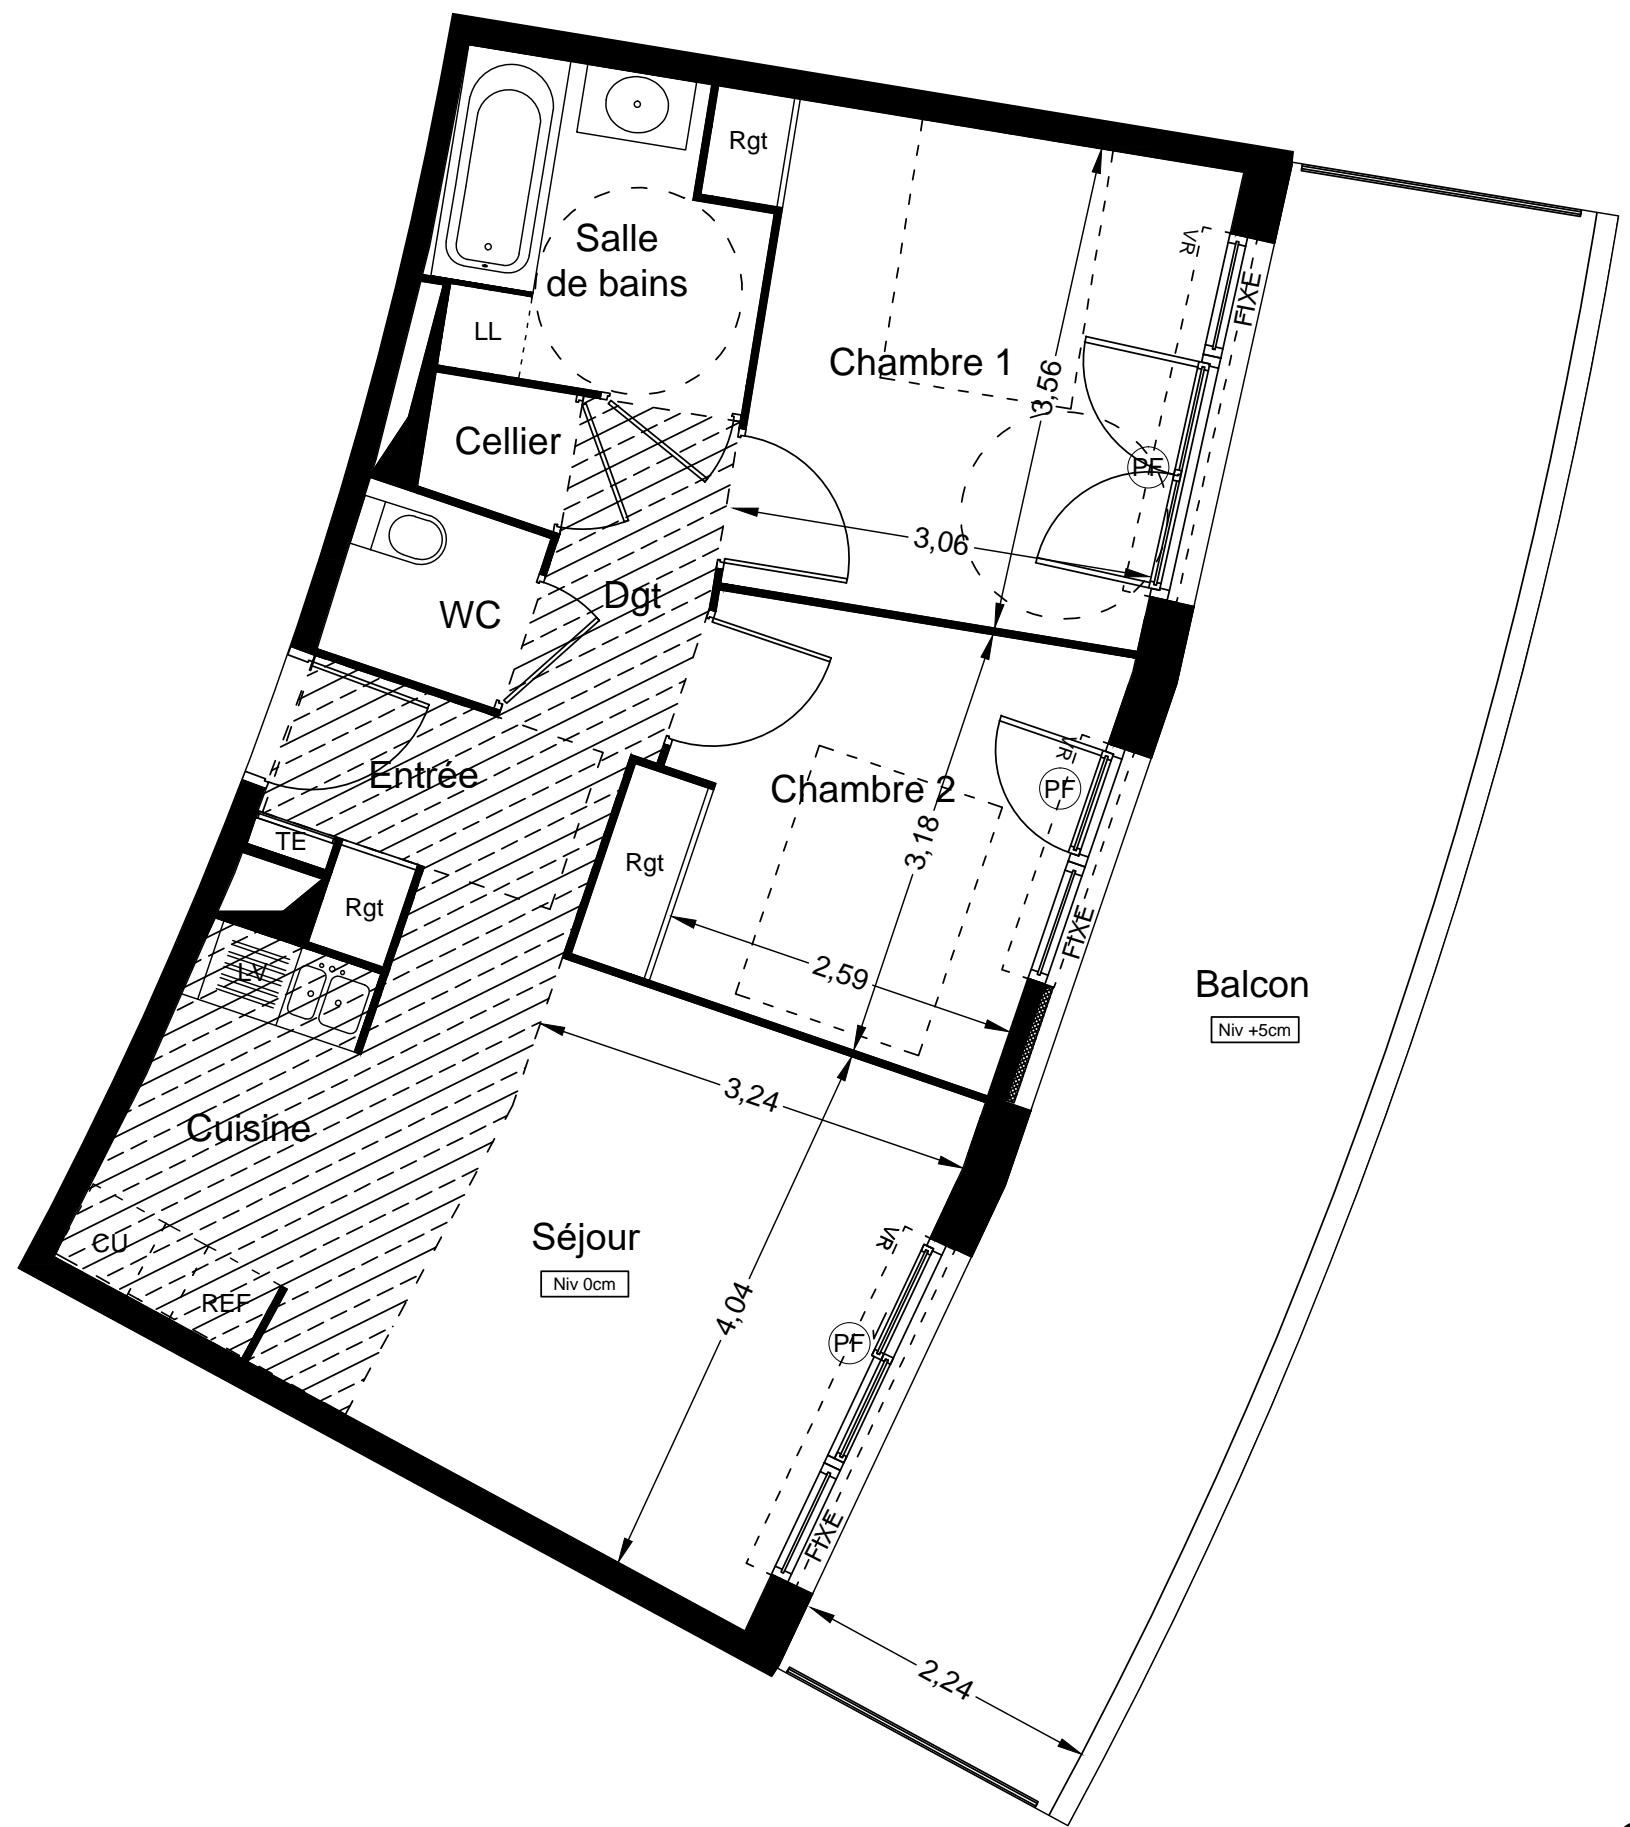 Rgt
Salle
de bains
VR
FIXE
LL
Chambre 1
3,56
Cellier
PF
3,06
Dgt
WC
VR
Entrée
Chambre 2
PF
TE
3,18
Rgt
Rgt
FIXE
LV
2,59
Balcon
Niv +5cm
3,24
Cuisine
CU
Séjour
VR
Niv 0cm
REF
4,04
PF
FIXE
2,24